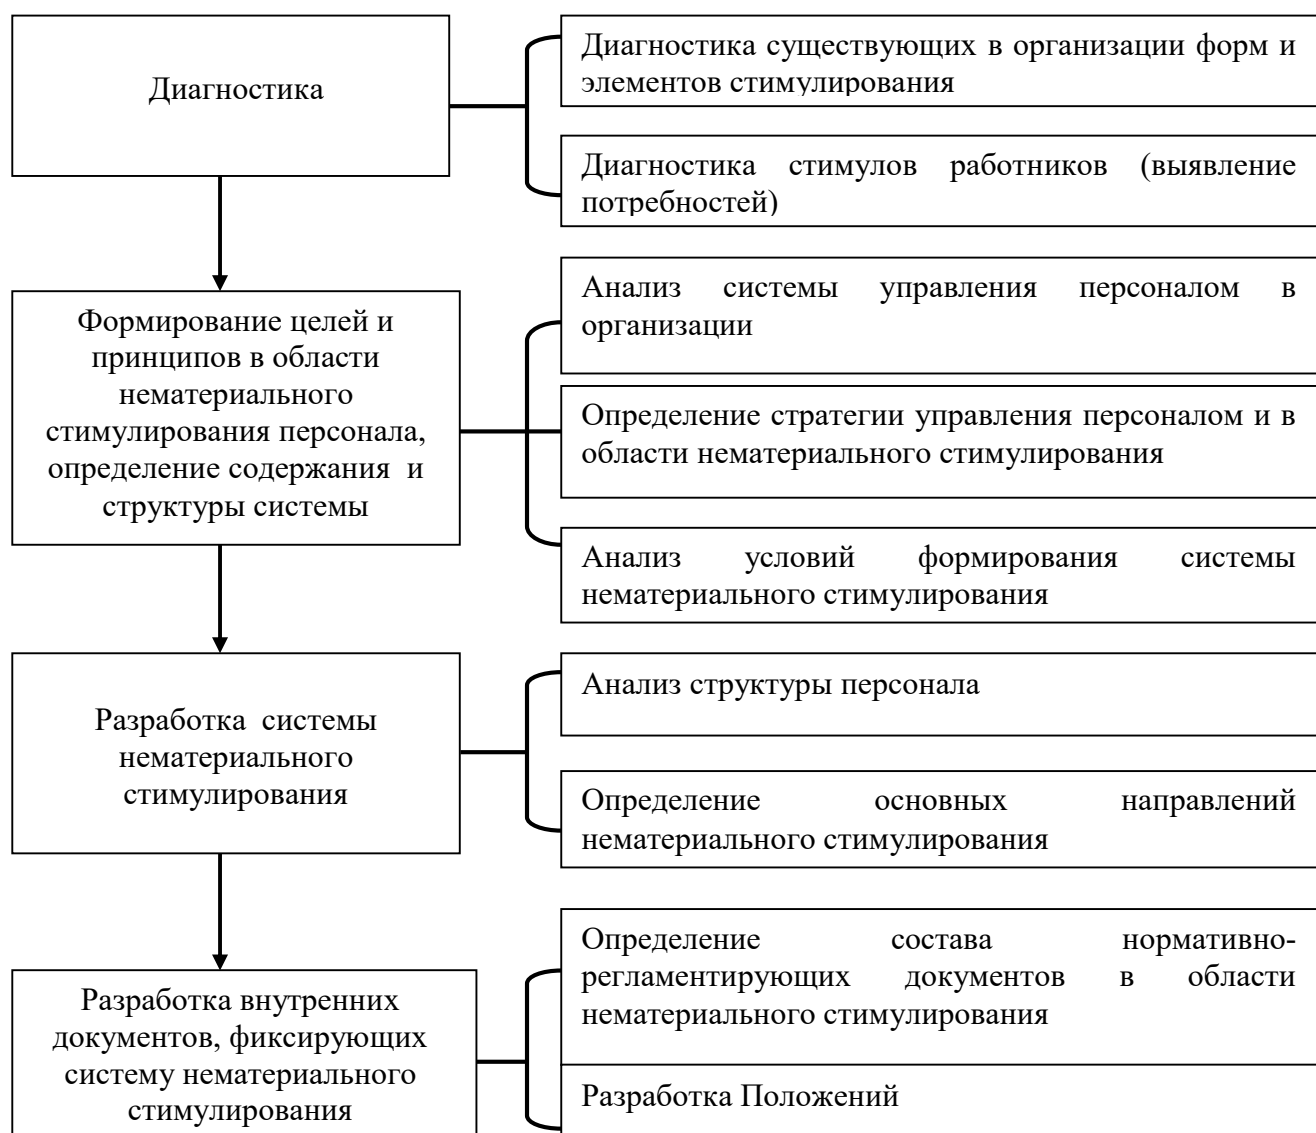 Диагностика
Диагностика существующих в организации форм и
элементов стимулирования
Диагностика стимулов работников (выявление
потребностей)
Формирование целей и
принципов в области
нематериального
стимулирования персонала,
определение содержания и
структуры системы
Анализ системы управления персоналом в
организации
Определение стратегии управления персоналом и в
области нематериального стимулирования
Анализ условий формирования системы
нематериального стимулирования
Разработка системы
нематериального
стимулирования
Анализ структуры персонала
Определение основных направлений
нематериального стимулирования
Разработка внутренних
документов, фиксирующих
систему нематериального
стимулирования
Определение состава нормативно-
регламентирующих документов в области
нематериального стимулирования
Разработка Положений